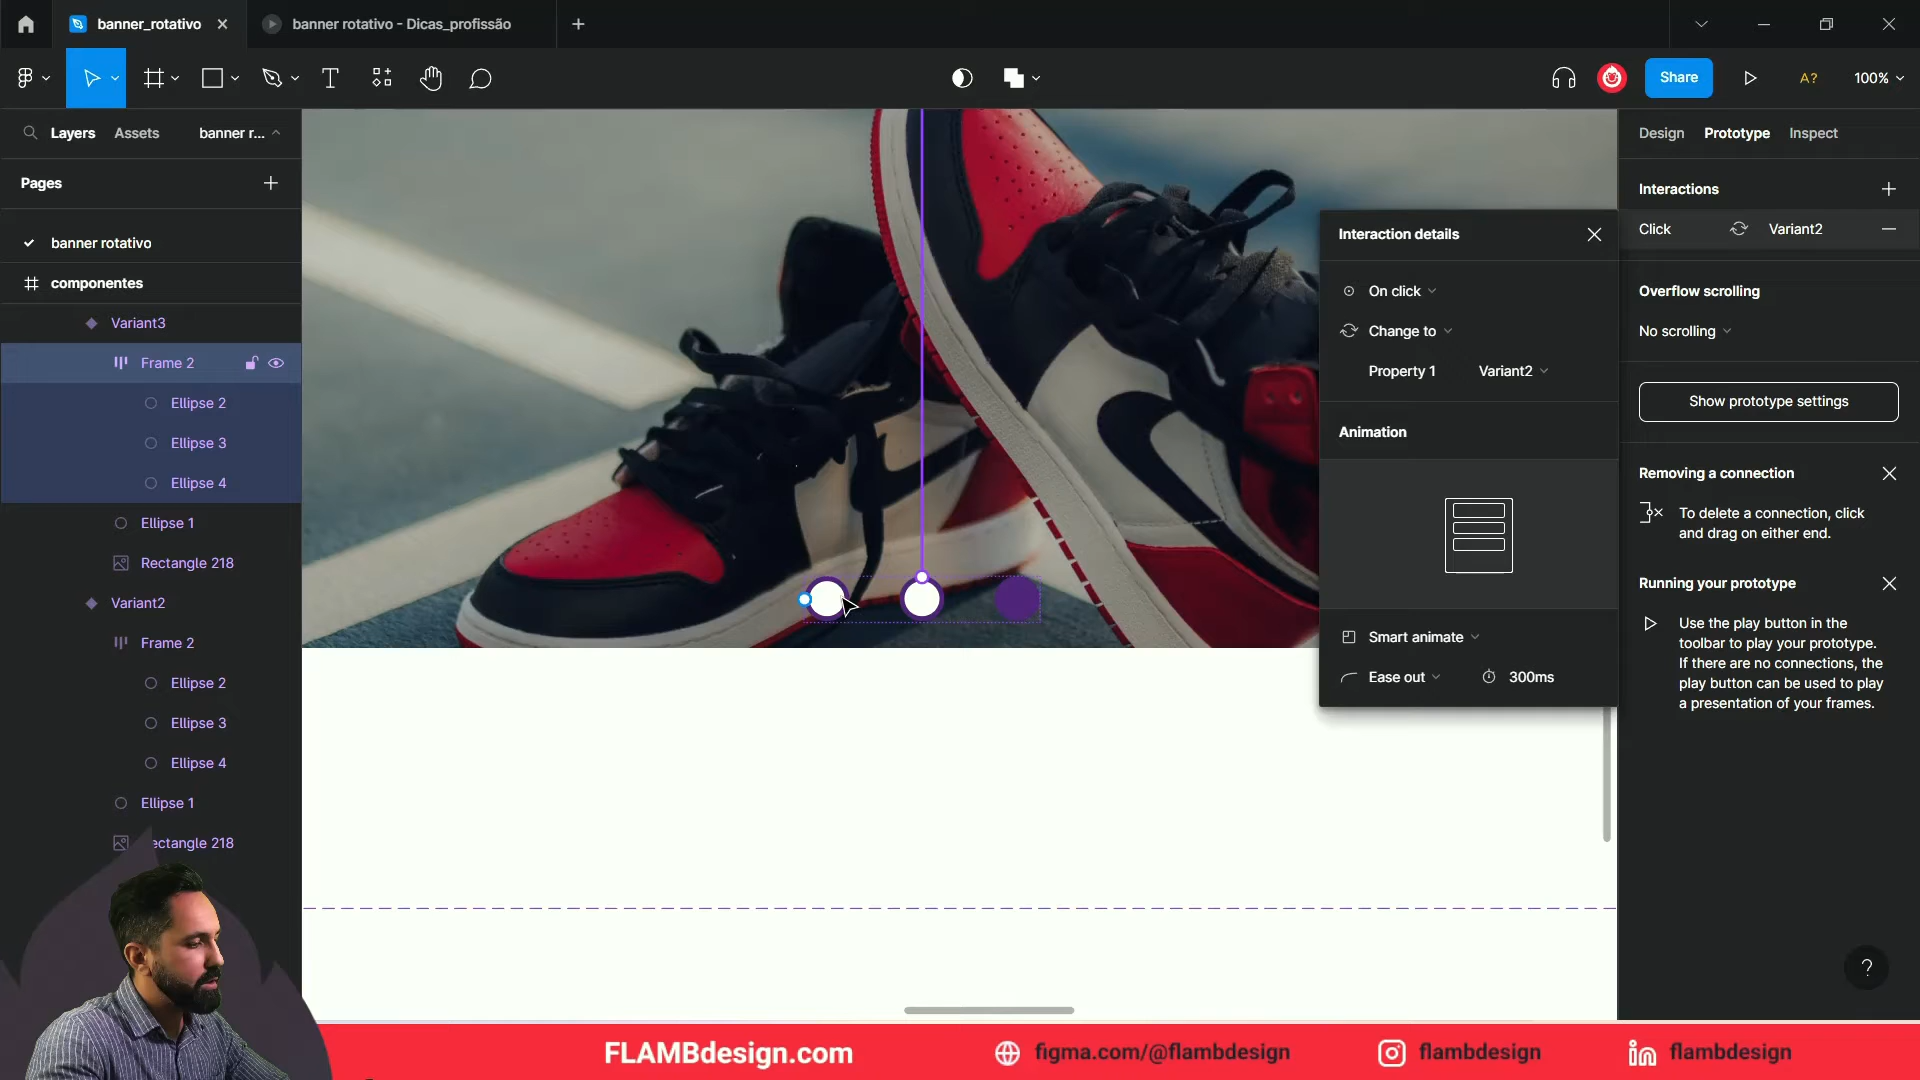 banner_rotativo
banner rotativo - Dicas_profissão
Share
A?
100%
Layers
Assets
banner r...
Design
Prototype
Inspect
Pages
Interactions
Click
Variant2
banner rotativo
componentes
Variant3
Frame 2
Ellipse 2
Ellipse 3
Ellipse 4
Ellipse 1
Rectangle 218
Variant2
Frame 2
Ellipse 2
Ellipse 3
Ellipse 4
Ellipse 1
ectangle 218
Interaction details
On click
Change to
Property 1
Variant2
Animation
Smart animate
Ease out
300ms
Overflow scrolling
No scrolling
Show prototype settings
Removing a connection
To delete a connection, click
and drag on either end.
Running your prototype
Use the play button in the
toolbar to play your prototype.
If there are no connections, the
play button can be used to play
a presentation of your frames.
?
FLAMBdesign.com
figma.com/@flambdesign
flambdesign
flambdesign